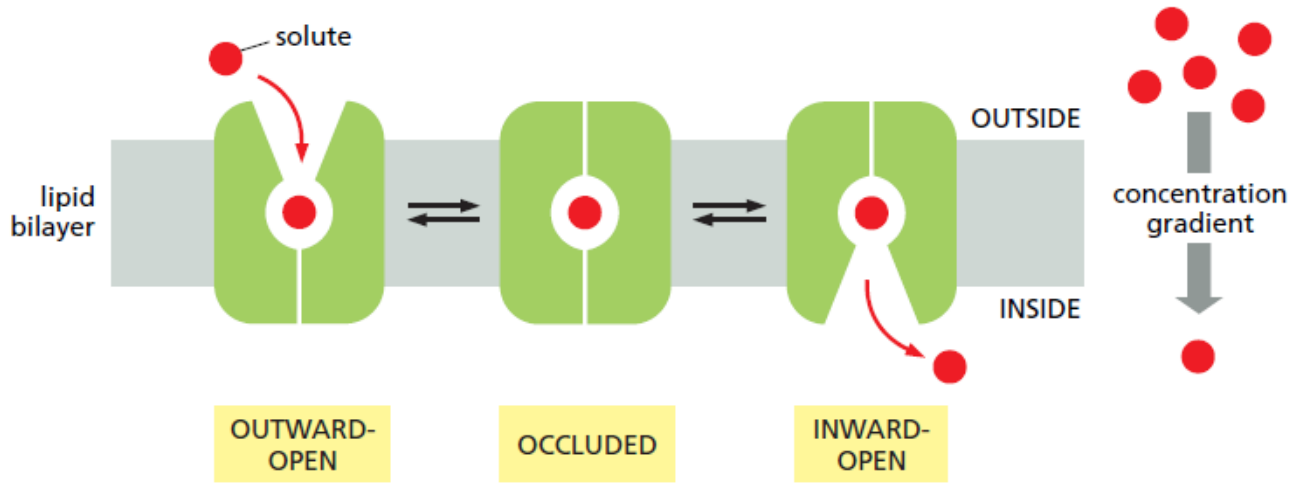 solute
OUTSIDE
lipid
bilayer
concentration
gradient
INSIDE
OUTWARD-
OPEN
OCCLUDED
INWARD-
OPEN